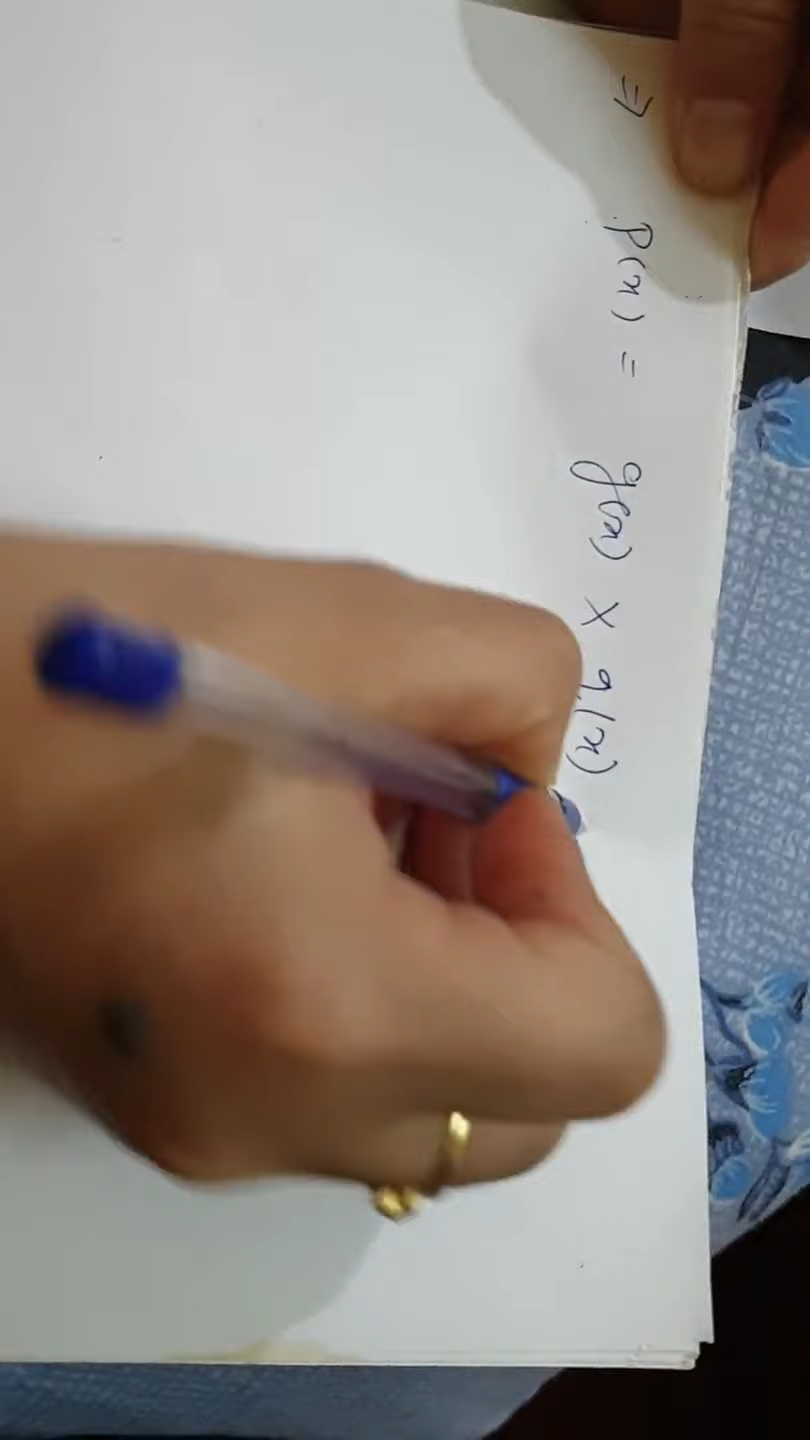 ⇒ p(x) = g(x) × q(x)